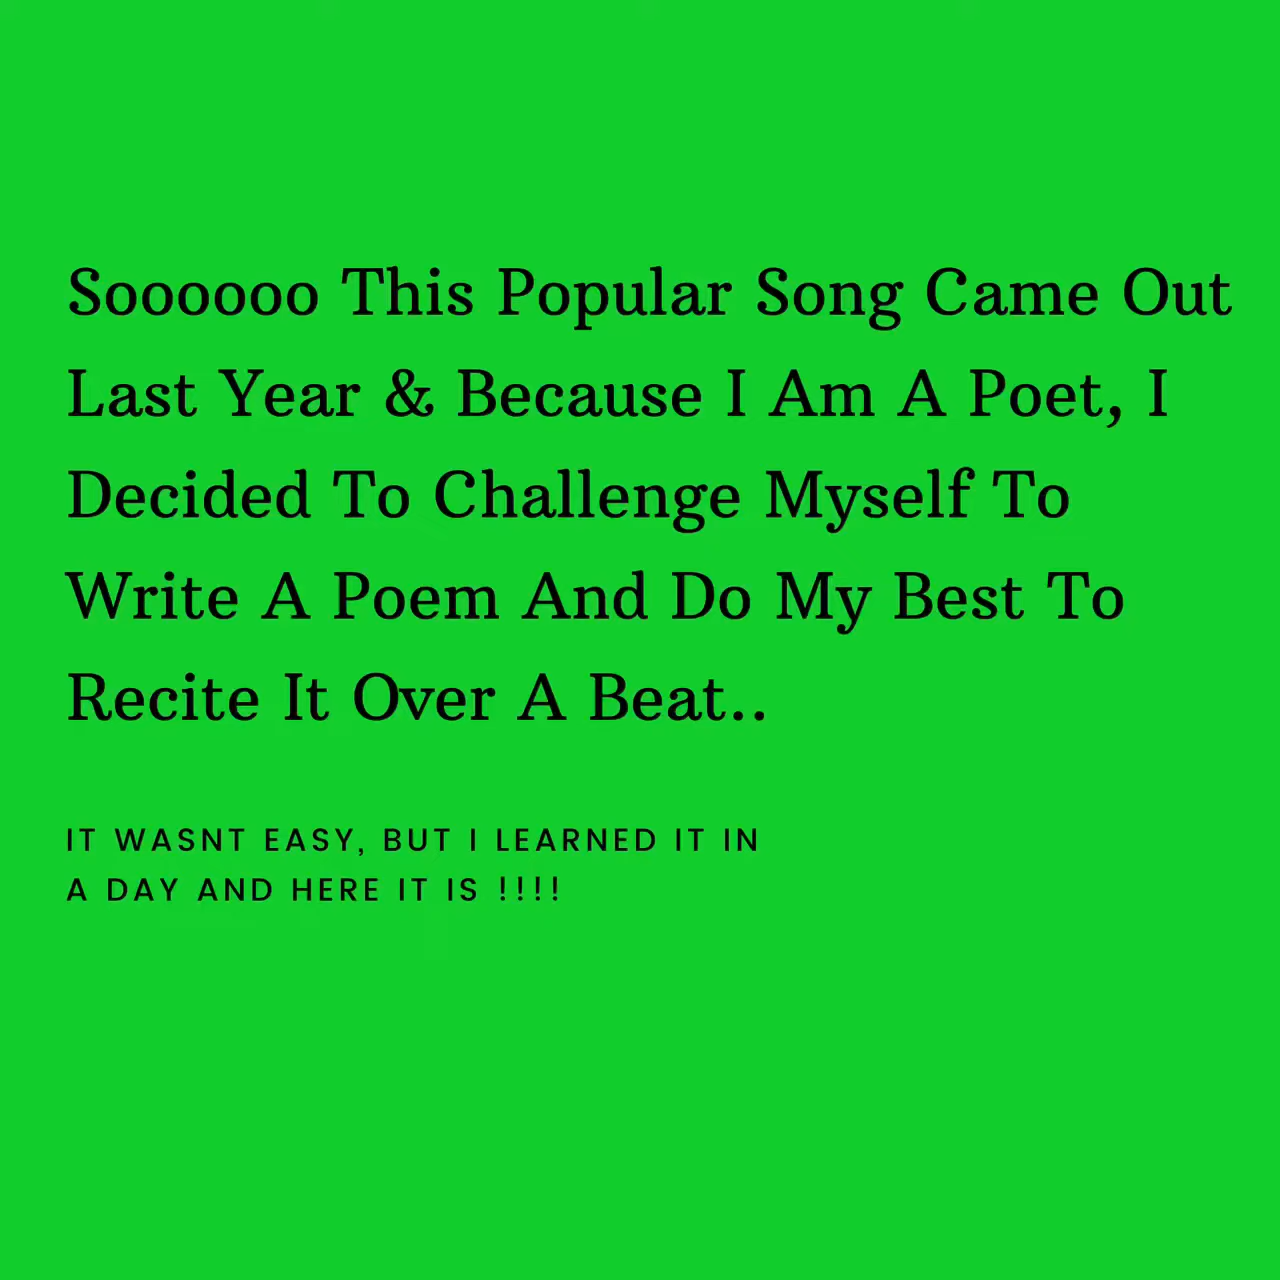 Soooooo This Popular Song Came Out
Last Year & Because I Am A Poet, I
Decided To Challenge Myself To
Write A Poem And Do My Best To
Recite It Over A Beat..
IT WASNT EASY, BUT I LEARNED IT IN
A DAY AND HERE IT IS !!!!